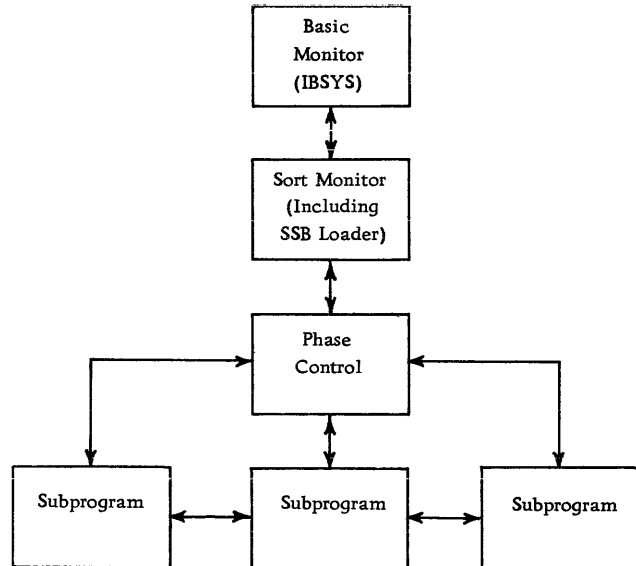 Basic
Monitor
(IBSYS)
Sort Monitor
(Including
SSB Loader)
Phase
Control
Subprogram
Subprogram
Subprogram